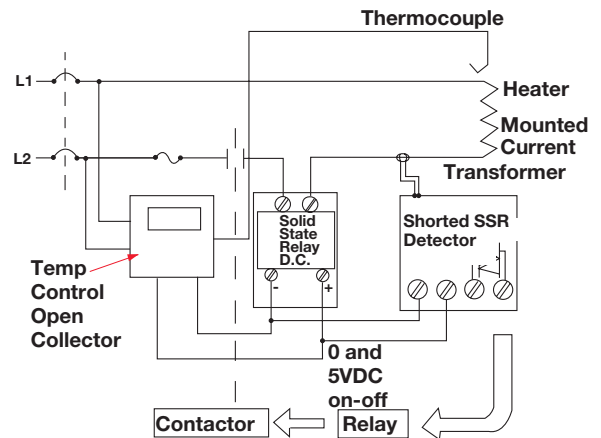 Thermocouple
L1
Heater
Mounted
Current
Transformer
L2
Solid
State
Relay
D.C.
- +
Shorted SSR
Detector
Temp
Control
Open
Collector
0 and
5VDC
on-off
Contactor
Relay